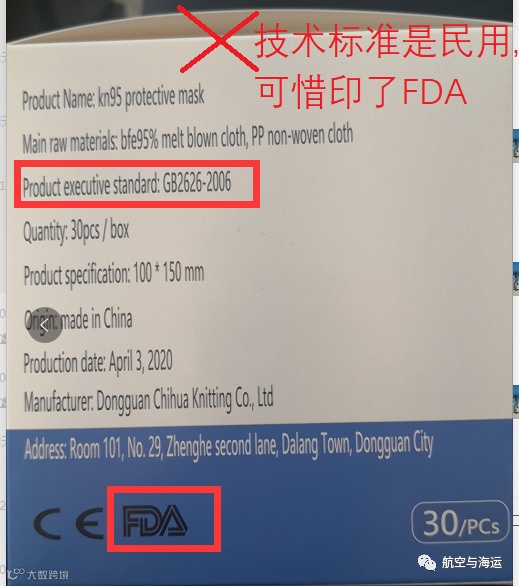 技术标准是民用,
可惜印了FDA
Product Name: kn95 protective mask
Main raw materials: bfe95% melt blown cloth, PP non-woven cloth
Product executive standard: GB2626-2006
Quantity: 30pcs / box
Product specification: 100 * 150 mm
Origin: made in China
Production date: April 3, 2020
Manufacturer: Dongguan Chihua Knitting Co., Ltd
Address: Room 101, No. 29, Zhenghe second lane, Dalang Town, Dongguan City
CE FDA
30/PCs
航空与海运
大数跨境